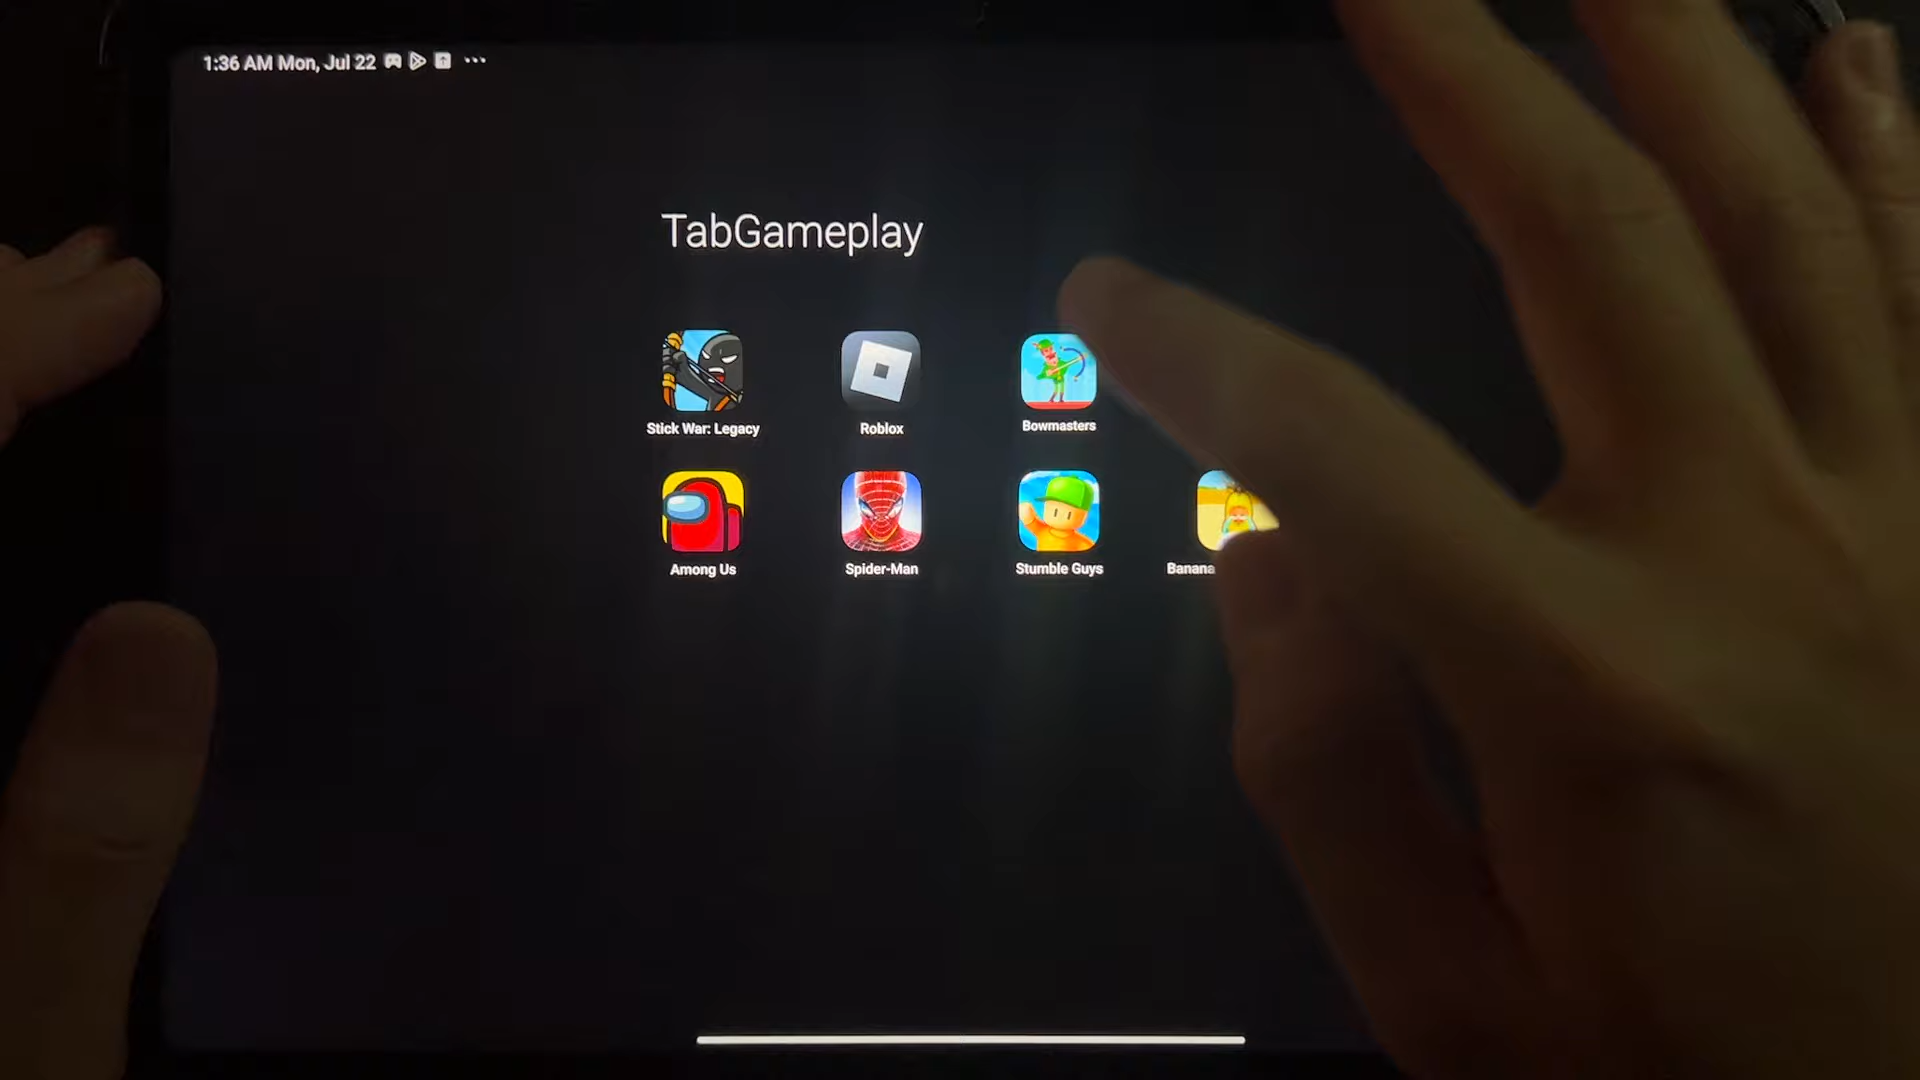 1:36 AM Mon, Jul 22
TabGameplay
Stick War: Legacy
Roblox
Bowmasters
Among Us
Spider-Man
Stumble Guys
Banana